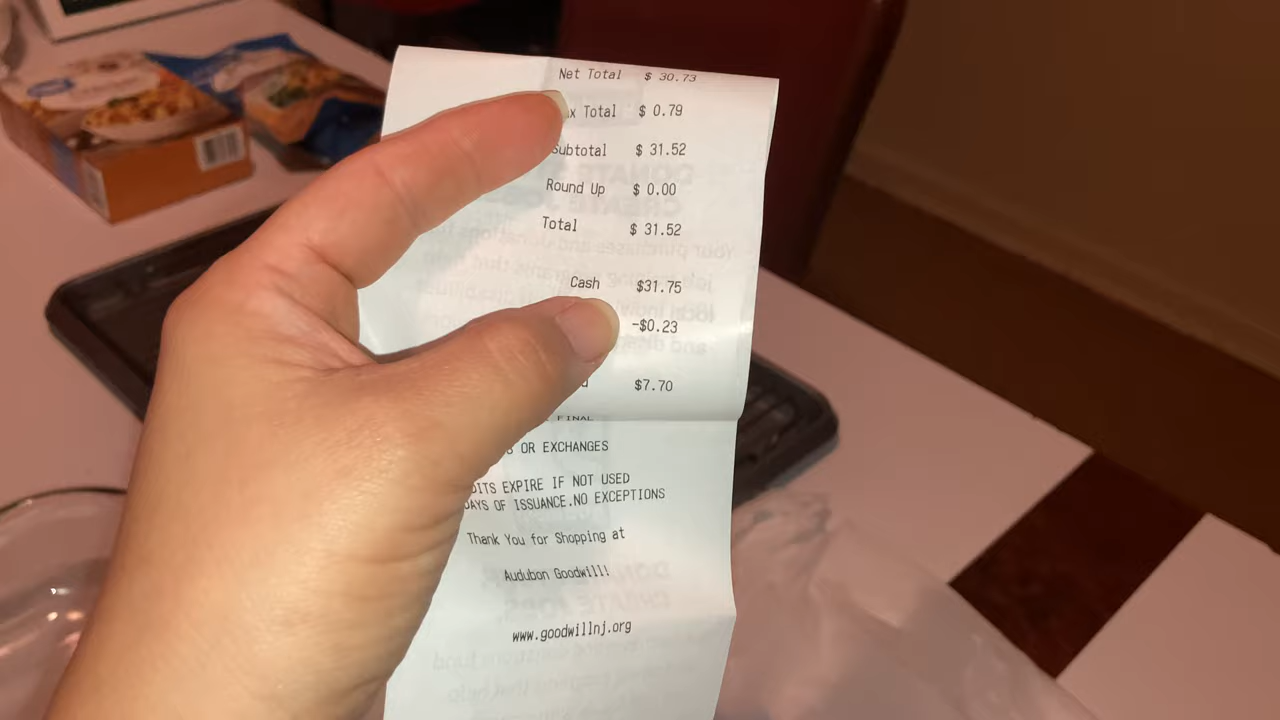 Net Total $ 30.73
x Total $ 0.79
Subtotal $ 31.52
Round Up $ 0.00
Total $ 31.52
Cash $31.75
-$0.23
$7.70
FINAL
OR EXCHANGES
DITS EXPIRE IF NOT USED
DAYS OF ISSUANCE.NO EXCEPTIONS
Thank You for Shopping at
Audubon Goodwill!
www.goodwillnj.org